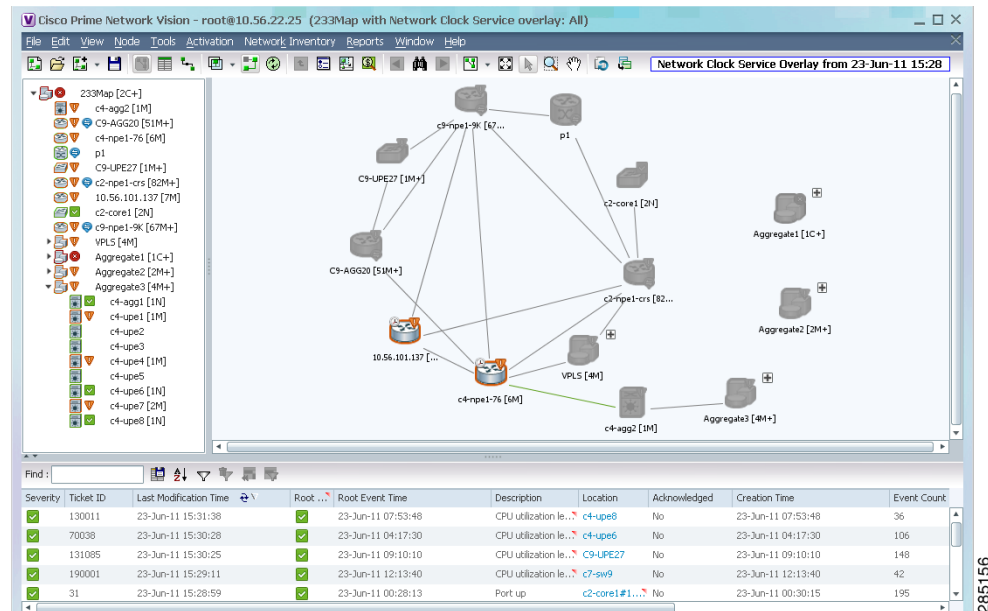 Cisco Prime Network Vision - root@10.56.22.25 (233Map with Network Clock Service overlay: All)
File Edit View Node Tools Activation Network Inventory Reports Window Help
Network Clock Service Overlay from 23-Jun-11 15:28
233Map [2C+]
c4-agg2 [1M]
C9-AGG20 [51M+]
c4-npe1-76 [6M]
p1
C9-UPE27 [1M+]
c2-npe1-crs [82M+]
10.56.101.137 [7M]
c2-core1 [2N]
c9-npe1-9K [67M+]
VPLS [4M]
Aggregate1 [1C+]
Aggregate2 [2M+]
Aggregate3 [4M+]
c4-agg1 [1N]
c4-upe1 [1M]
c4-upe2
c4-upe3
c4-upe4 [1M]
c4-upe5
c4-upe6 [1N]
c4-upe7 [2M]
c4-upe8 [1N]
c9-npe1-9K [67...
p1
C9-UPE27 [1M+]
c2-core1 [2N]
Aggregate1 [1C+]
C9-AGG20 [51M+]
c2-npe1-crs [82...
Aggregate2 [2M+]
10.56.101.137 [...
VPLS [4M]
c4-npe1-76 [6M]
Aggregate3 [4M+]
c4-agg2 [1M]
Find :
Severity Ticket ID Last Modification Time Root ... Root Event Time Description Location Acknowledged Creation Time Event Count
130011 23-Jun-11 15:31:38 23-Jun-11 07:53:48 CPU utilization le... c4-upe8 No 23-Jun-11 07:53:48 36
70038 23-Jun-11 15:30:28 23-Jun-11 04:17:30 CPU utilization le... c4-upe6 No 23-Jun-11 04:17:30 106
131085 23-Jun-11 15:30:25 23-Jun-11 09:10:10 CPU utilization le... C9-UPE27 No 23-Jun-11 09:10:10 148
190001 23-Jun-11 15:29:11 23-Jun-11 12:13:40 CPU utilization le... c7-sw9 No 23-Jun-11 12:13:40 42
31 23-Jun-11 15:28:59 23-Jun-11 00:28:13 Port up c2-core1#1... No 23-Jun-11 00:30:15 195
285156